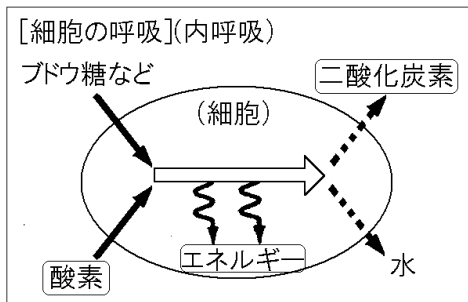 [細胞の呼吸](内呼吸)
ブドウ糖など
二酸化炭素
(細胞)
エネルギー
酸素
水